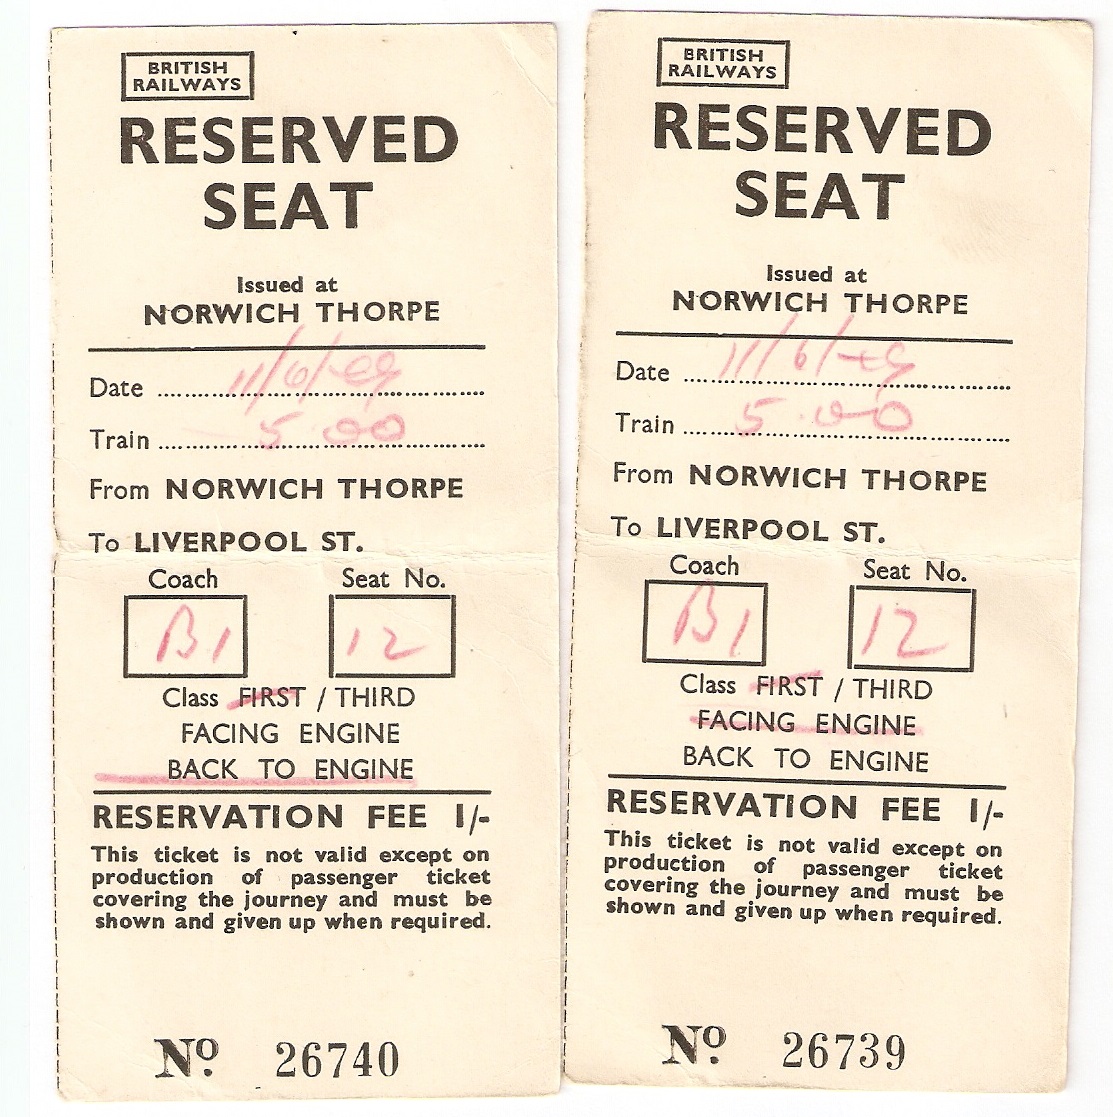 BRITISH
RAILWAYS
RESERVED
SEAT
Issued at
NORWICH THORPE
Date
Train 5.00
From NORWICH THORPE
To LIVERPOOL ST.
Coach Seat No.
B1 12
Class FIRST / THIRD
FACING ENGINE
BACK TO ENGINE
RESERVATION FEE 1/-
This ticket is not valid except on
production of passenger ticket
covering the journey and must be
shown and given up when required.
No. 26740
BRITISH
RAILWAYS
RESERVED
SEAT
Issued at
NORWICH THORPE
Date
Train 5.00
From NORWICH THORPE
To LIVERPOOL ST.
Coach Seat No.
B1 12
Class FIRST / THIRD
FACING ENGINE
BACK TO ENGINE
RESERVATION FEE 1/-
This ticket is not valid except on
production of passenger ticket
covering the journey and must be
shown and given up when required.
No. 26739